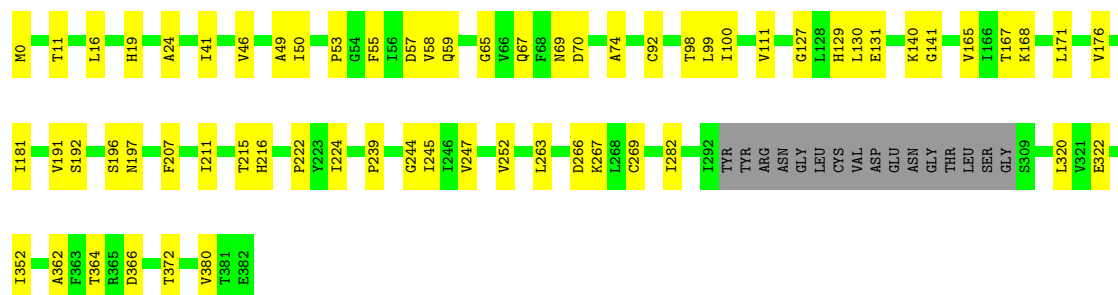 M0 T11 L16 H19 A24 I41 V46 A49 I50 P53 G54 F55 I56 D57 V58 Q59 G65 V66 Q67 F68 N69 D70 A74 C92 T98 L99 I100 V111 G127 L128 H129 L130 E131 K140 G141 V165 I166 T167 K168 L171 V176
I181 V191 S192 S196 N197 F207 I211 T215 H216 P222 Y223 I224 P239 G244 I245 I246 V247 V252 L263 D266 K267 L268 C269 I282 I292 TYR TYR ARG ASN GLY LEU CYS VAL ASP GLU ASN GLY THR LEU SER GLY S309 L320 V321 E322
I352 A362 F363 T364 R365 D366 T372 V380 T381 E382